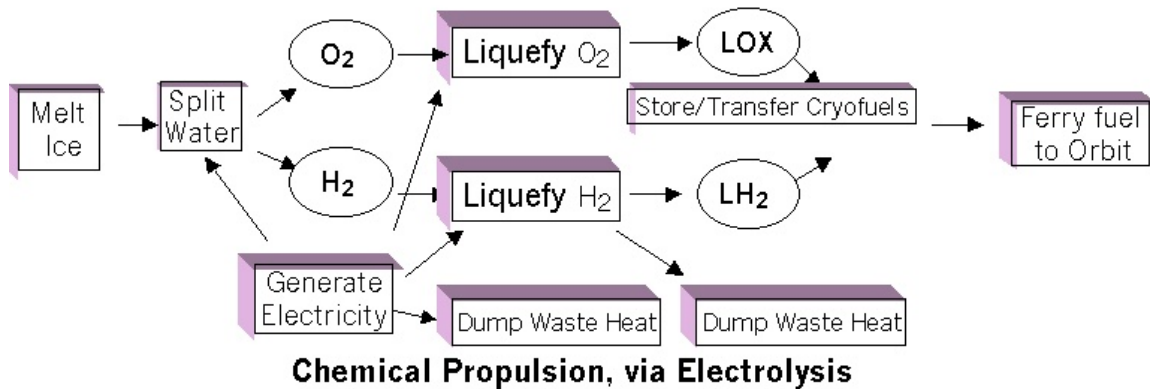 Melt
Ice
Split
Water
O₂
H₂
Liquefy O₂
Liquefy H₂
LOX
LH₂
Store/Transfer Cryofuels
Ferry fuel
to Orbit
Generate
Electricity
Dump Waste Heat
Dump Waste Heat
Chemical Propulsion, via Electrolysis